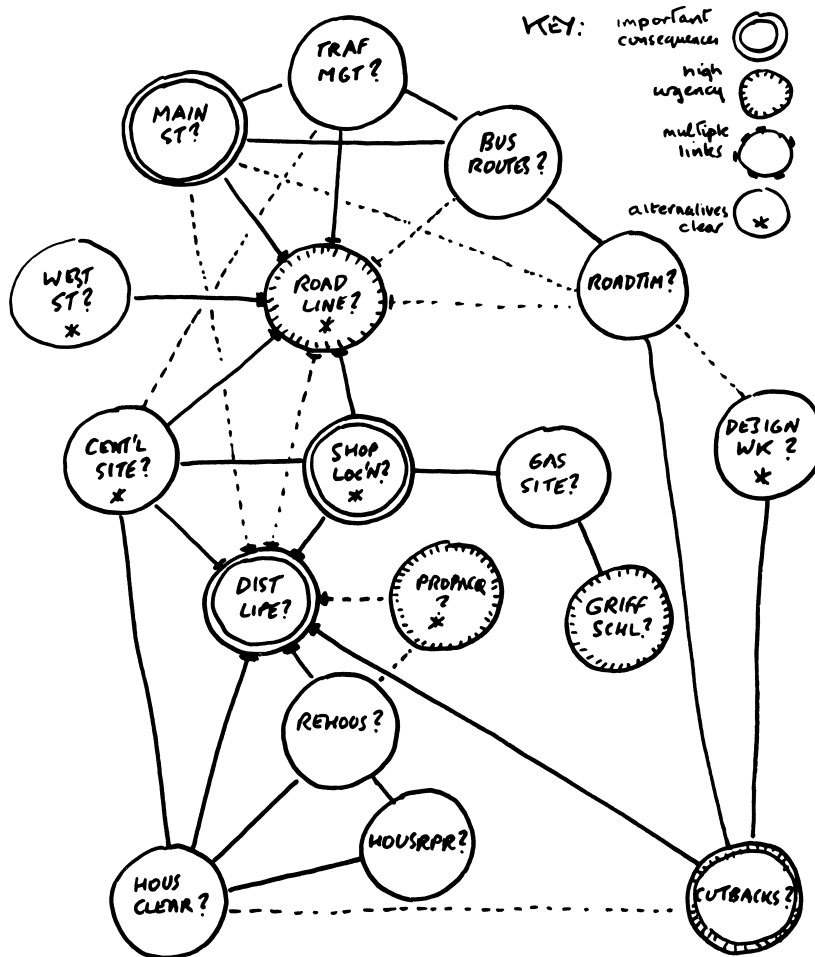 KEY:
important
consequences
high
urgency
multiple
links
alternatives
clear
*
TRAF
MGT?
MAIN
ST?
BUS
ROUTES?
WEST
ST?
*
ROAD
LINE?
*
ROADTIM?
CENT'L
SITE?
*
SHOP
LOC'N?
*
GAS
SITE?
DESIGN
WK?
*
DIST
LIFE?
PROPACQ
?
*
GRIFF
SCHL?
REHOUS?
HOUSRPR?
HOUS
CLEAR?
CUTBACKS?